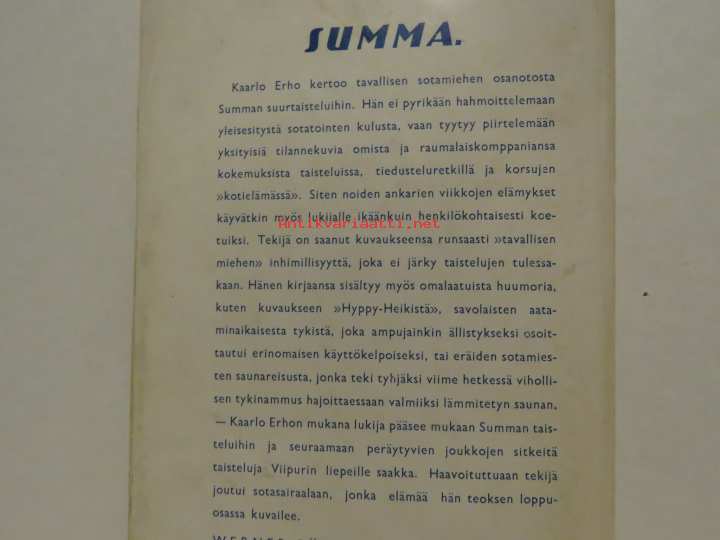 SUMMA.
Kaarlo Erho kertoo tavallisen sotamiehen osanotosta
Summan suurtaisteluihin. Hän ei pyrikään hahmoittelemaan
yleisesitystä sotatointen kulusta, vaan tyytyy piirtelemään
yksityisiä tilannekuvia omista ja raumalaiskomppaniansa
kokemuksista taisteluissa, tiedusteluretkillä ja korsujen
»kotielämässä». Siten noiden ankarien viikkojen elämykset
käyvätkin myös lukijalle ikäänkuin henkilökohtaisesti koe-
Antikvariaatti.net
tuiksi. Tekijä on saanut kuvaukseensa runsaasti »tavallisen
miehen» inhimillisyyttä, joka ei järky taistelujen tulessa-
kaan. Hänen kirjaansa sisältyy myös omalaatuista huumoria,
kuten kuvaukseen »Hyppy-Heikistä», savolaisten aata-
minaikaisesta tykistä, joka ampujainkin ällistykseksi osoit-
tautui erinomaisen käyttökelpoiseksi, tai eräiden sotamies-
ten saunareisusta, jonka teki tyhjäksi viime hetkessä viholli-
sen tykinammus hajoittaessaan valmiiksi lämmitetyn saunan.
— Kaarlo Erhon mukana lukija pääsee mukaan Summan tais-
teluihin ja seuraamaan peräytyvien joukkojen sitkeitä
taisteluja Viipurin liepeille saakka. Haavoituttuaan tekijä
joutui sotasairaalaan, jonka elämää hän teoksen loppu-
osassa kuvailee.